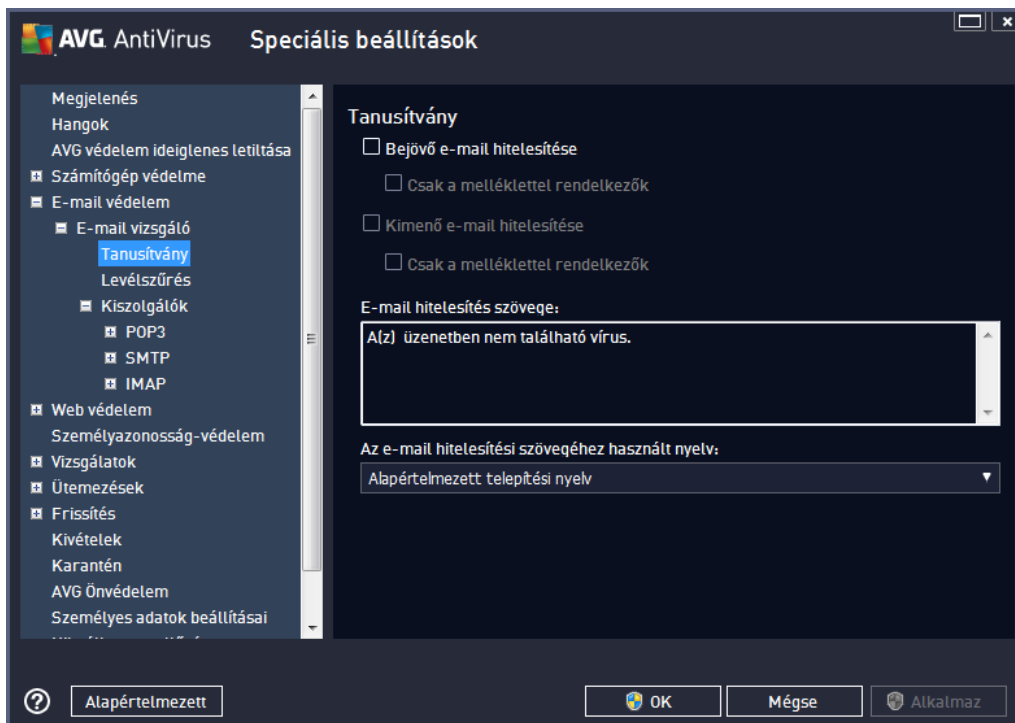 AVG. AntiVirus Speciális beállítások
Megjelenés
Hangok
AVG védelem ideiglenes letiltása
Számítógép védelme
E-mail védelem
E-mail vizsgáló
Tanusítvány
Levélszűrés
Kiszolgálók
POP3
SMTP
IMAP
Web védelem
Személyazonosság-védelem
Vizsgálatok
Ütemezések
Frissítés
Kivételek
Karantén
AVG Önvédelem
Személyes adatok beállításai
Tanusítvány
Bejövő e-mail hitelesítése
Csak a melléklettel rendelkezők
Kimenő e-mail hitelesítése
Csak a melléklettel rendelkezők
E-mail hitelesítés szövege:
A(z) üzenetben nem található vírus.
Az e-mail hitelesítési szövegéhez használt nyelv:
Alapértelmezett telepítési nyelv
Alapértelmezett
OK
Mégse
Alkalmaz